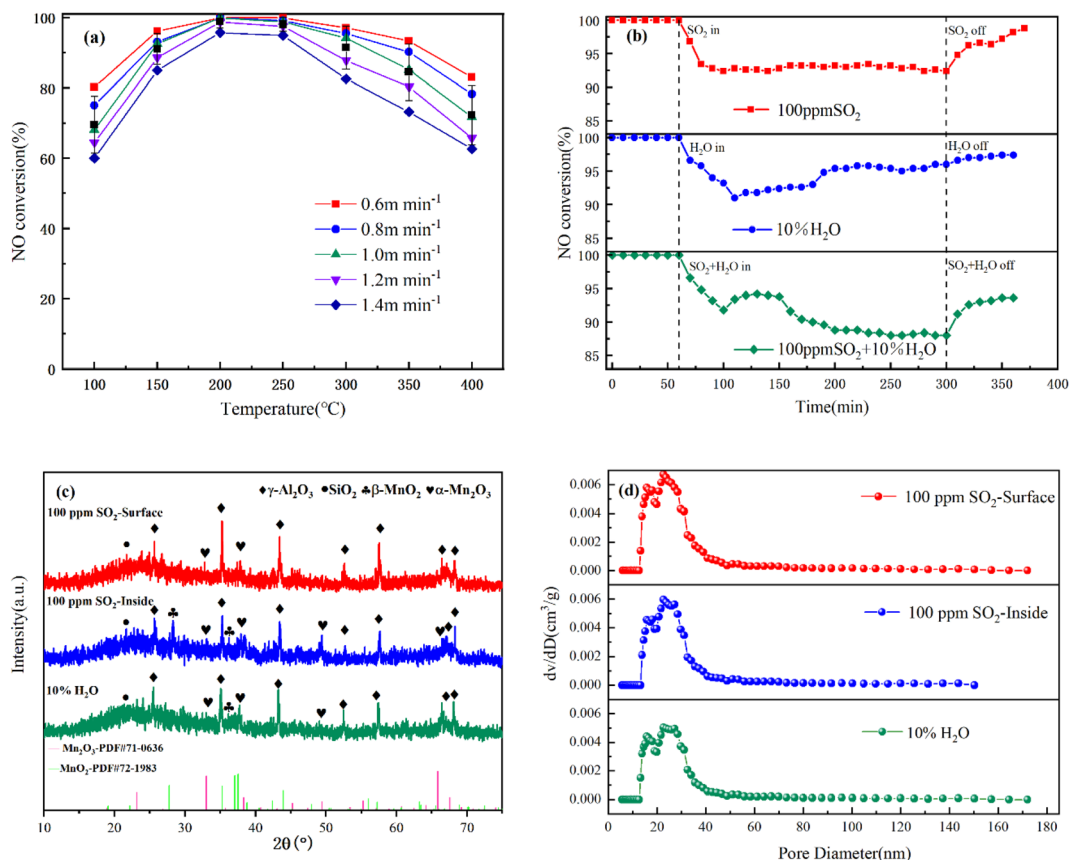 (a)
NO conversion(%)
100
80
60
40
20
0
0.6m min⁻¹
0.8m min⁻¹
1.0m min⁻¹
1.2m min⁻¹
1.4m min⁻¹
100 150 200 250 300 350 400
Temperature(℃)
(b)
NO conversion(%)
100
95
90
85
SO₂ in
SO₂ off
100ppmSO₂
100
95
90
85
H₂O in
H₂O off
10%H₂O
100
95
90
85
SO₂+H₂O in
SO₂+H₂O off
100ppmSO₂+10%H₂O
0 50 100 150 200 250 300 350 400
Time(min)
(c)
♦γ-Al₂O₃ ●SiO₂ ♣β-MnO₂ ♥α-Mn₂O₃
Intensity(a.u.)
100 ppm SO₂-Surface
100 ppm SO₂-Inside
10% H₂O
Mn₂O₃-PDF#71-0636
MnO₂-PDF#72-1983
10 20 30 40 50 60 70
2θ(°)
(d)
dv/dD(cm³/g)
0.006
0.004
0.002
0.000
100 ppm SO₂-Surface
0.006
0.004
0.002
0.000
100 ppm SO₂-Inside
0.006
0.004
0.002
0.000
10% H₂O
0 20 40 60 80 100 120 140 160 180
Pore Diameter(nm)